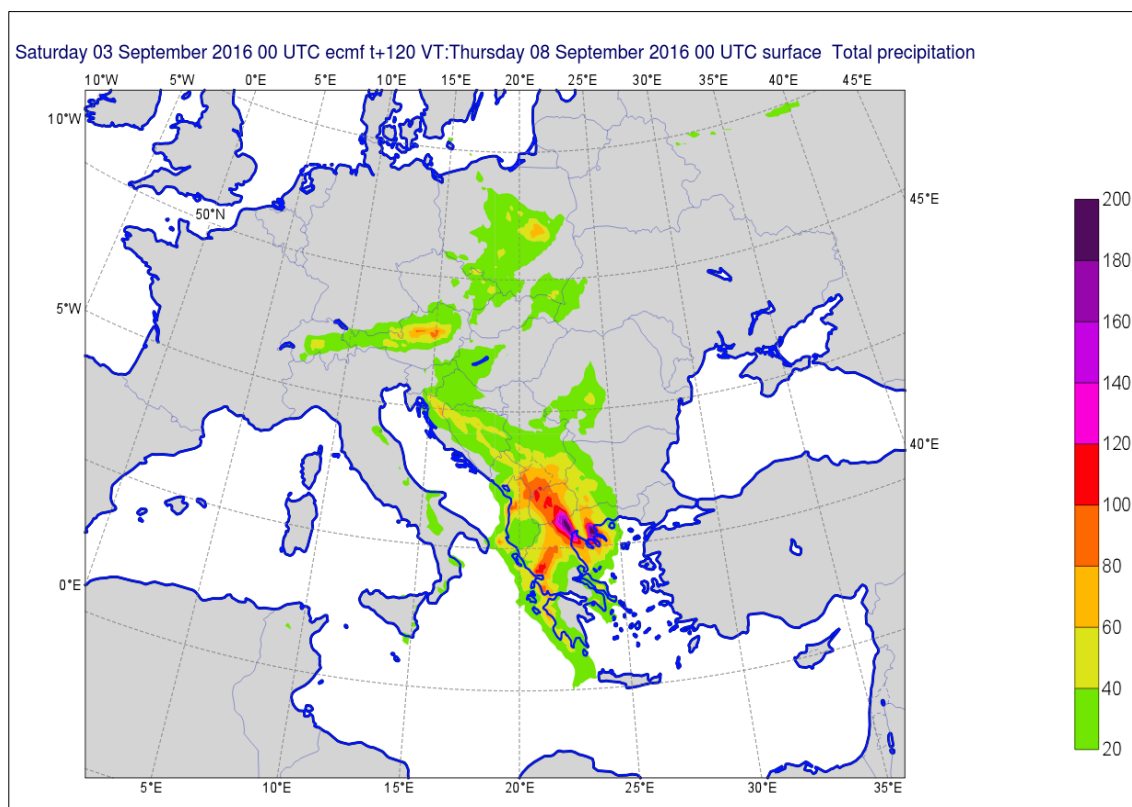 Saturday 03 September 2016 00 UTC ecmf t+120 VT:Thursday 08 September 2016 00 UTC surface  Total precipitation
10°W 5°W 0°E 5°E 10°E 15°E 20°E 25°E 30°E 35°E 40°E 45°E
10°W
200
45°E
50°N
180
160
5°W
140
120
40°E
100
80
0°E
60
40
20
5°E 10°E 15°E 20°E 25°E 30°E 35°E